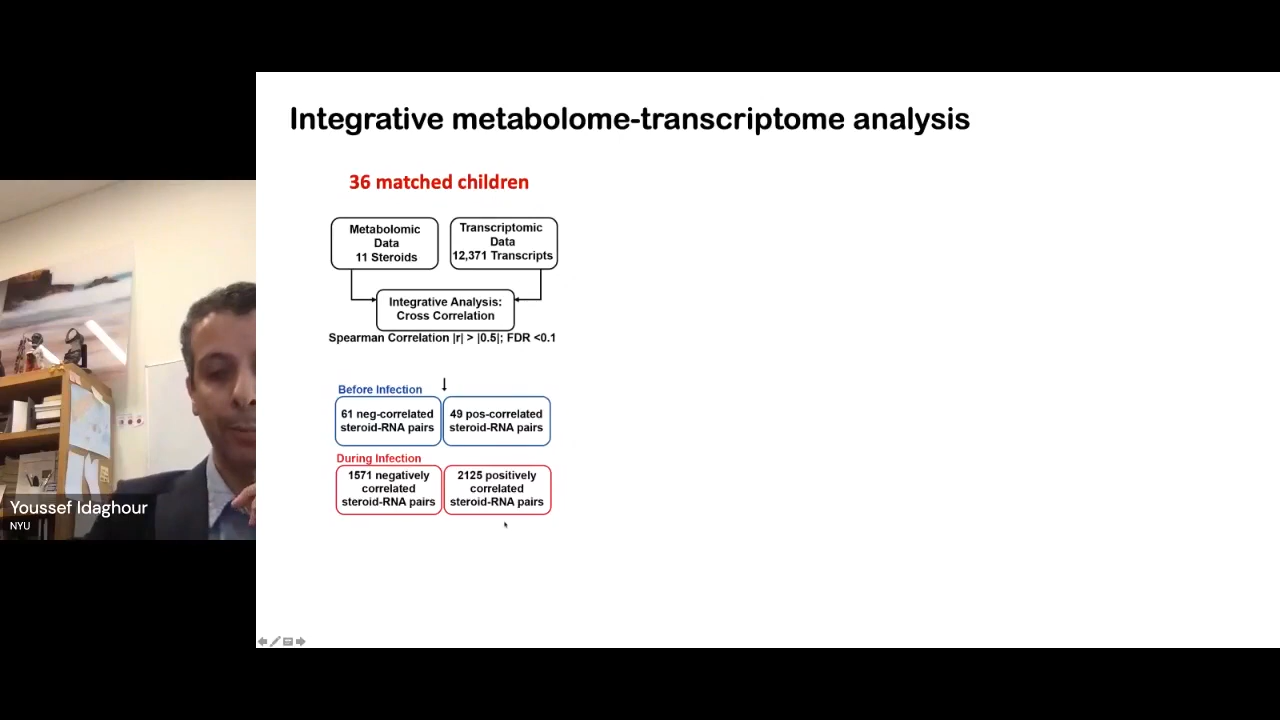 Integrative metabolome-transcriptome analysis
36 matched children
Metabolomic
Data
11 Steroids
Transcriptomic
Data
12,371 Transcripts
Integrative Analysis:
Cross Correlation
Spearman Correlation |r| > |0.5|; FDR <0.1
Before Infection
61 neg-correlated
steroid-RNA pairs
49 pos-correlated
steroid-RNA pairs
During Infection
1571 negatively
correlated
steroid-RNA pairs
2125 positively
correlated
steroid-RNA pairs
Youssef Idaghour
NYU